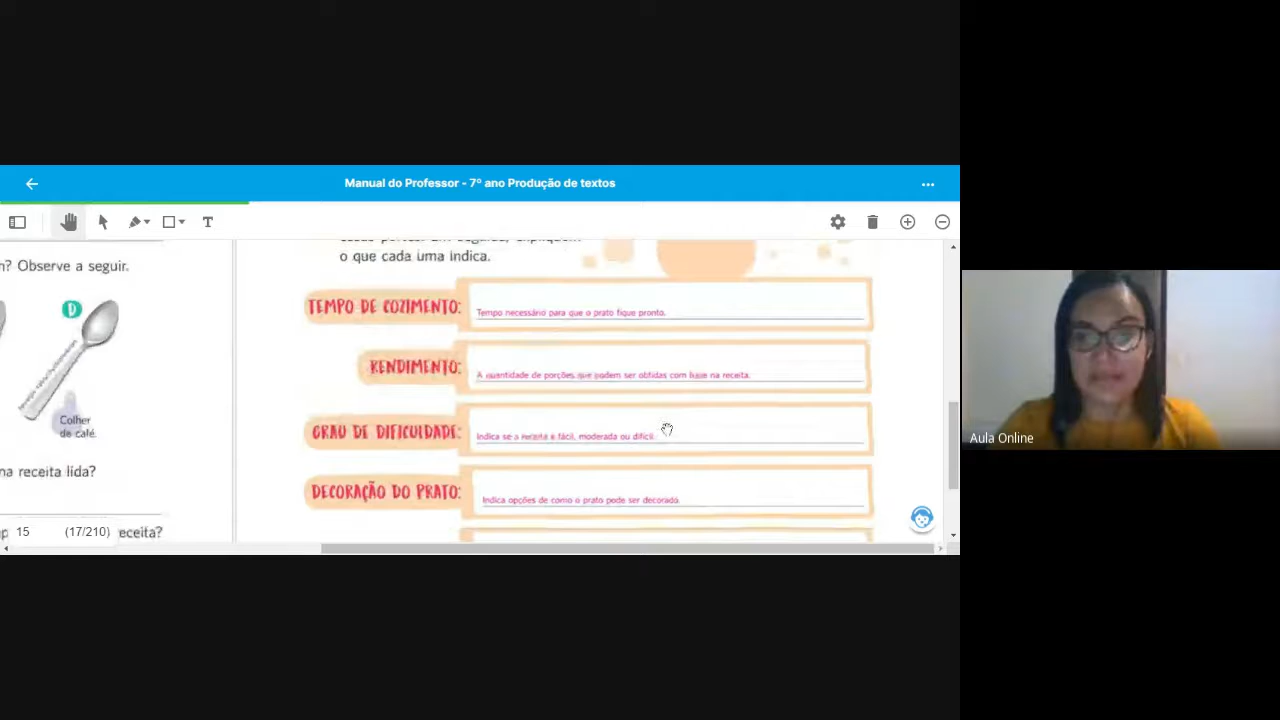 Manual do Professor - 7º ano Produção de textos
T
o que cada uma indica.
? Observe a seguir.
D
Colher
de café.
na receita lida?
receita?
15 (17/210)
TEMPO DE COZIMENTO:
Tempo necessário para que o prato fique pronto.
RENDIMENTO:
A quantidade de porções que podem ser obtidas com base na receita.
GRAU DE DIFICULDADE:
Indica se a receita é fácil, moderada ou difícil.
DECORAÇÃO DO PRATO:
Indica opções de como o prato pode ser decorado.
Aula Online